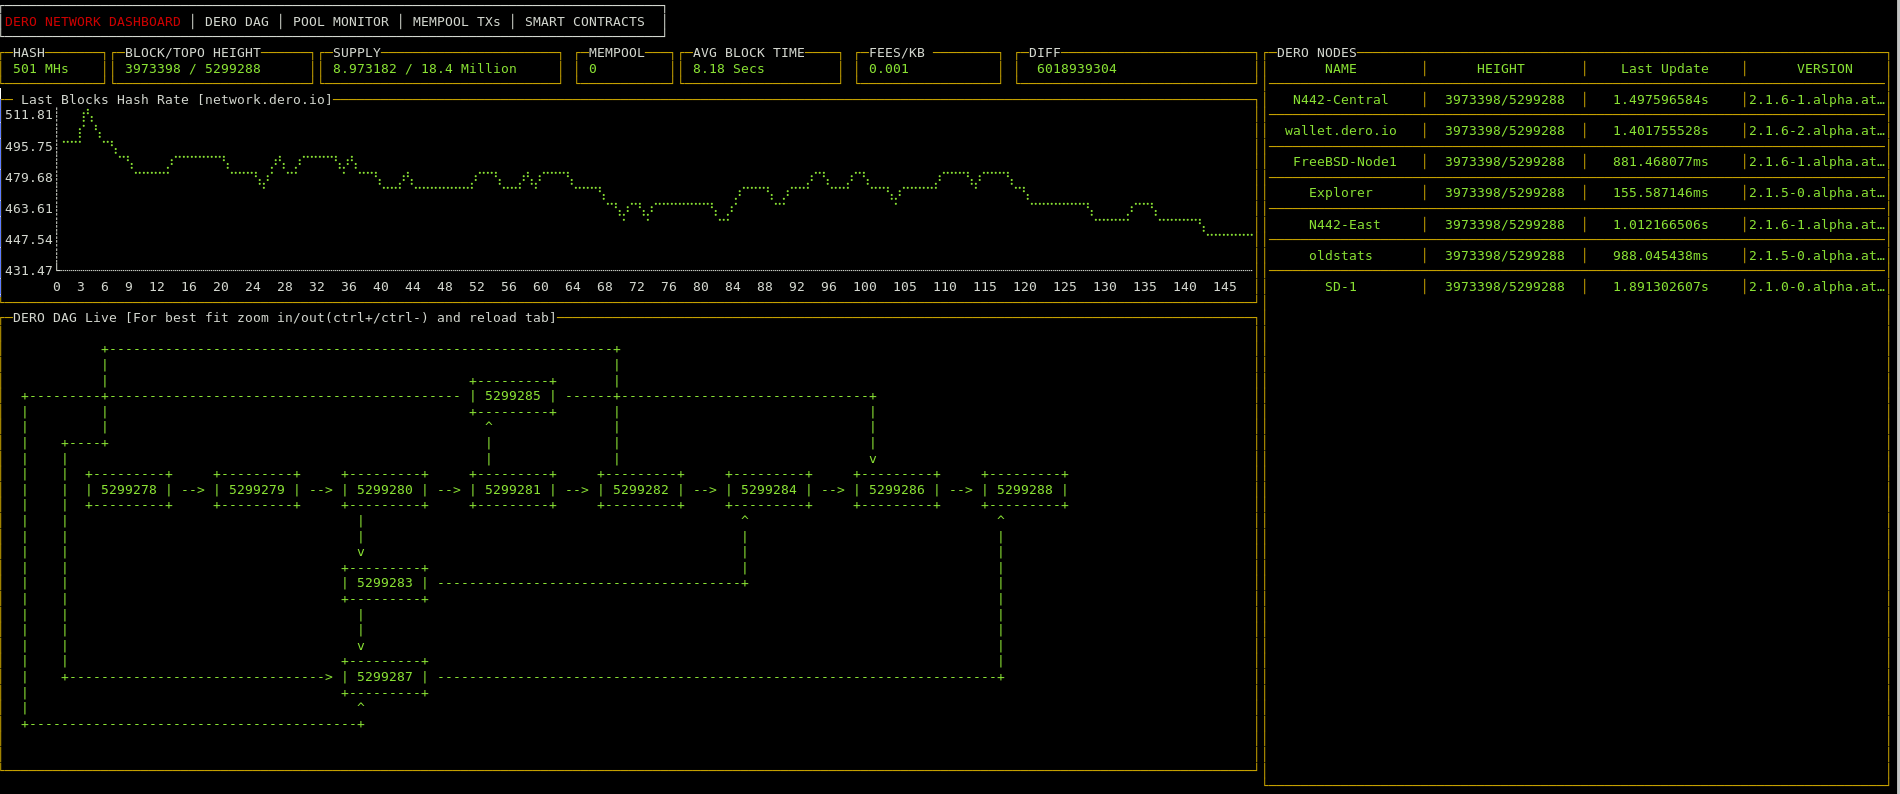 DERO NETWORK DASHBOARD │ DERO DAG │ POOL MONITOR │ MEMPOOL TXs │ SMART CONTRACTS
HASH BLOCK/TOPO HEIGHT SUPPLY MEMPOOL AVG BLOCK TIME FEES/KB DIFF DERO NODES
501 MHs 3973398 / 5299288 8.973182 / 18.4 Million 0 8.18 Secs 0.001 6018939304
NAME │ HEIGHT │ Last Update │ VERSION
N442-Central │ 3973398/5299288 │ 1.497596584s │2.1.6-1.alpha.at…
wallet.dero.io │ 3973398/5299288 │ 1.401755528s │2.1.6-2.alpha.at…
FreeBSD-Node1 │ 3973398/5299288 │ 881.468077ms │2.1.6-1.alpha.at…
Explorer │ 3973398/5299288 │ 155.587146ms │2.1.5-0.alpha.at…
N442-East │ 3973398/5299288 │ 1.012166506s │2.1.6-1.alpha.at…
oldstats │ 3973398/5299288 │ 988.045438ms │2.1.5-0.alpha.at…
SD-1 │ 3973398/5299288 │ 1.891302607s │2.1.0-0.alpha.at…
Last Blocks Hash Rate [network.dero.io]
511.81
495.75
479.68
463.61
447.54
431.47
0 3 6 9 12 16 20 24 28 32 36 40 44 48 52 56 60 64 68 72 76 80 84 88 92 96 100 105 110 115 120 125 130 135 140 145
DERO DAG Live [For best fit zoom in/out(ctrl+/ctrl-) and reload tab]
5299285
5299278 --> 5299279 --> 5299280 --> 5299281 --> 5299282 --> 5299284 --> 5299286 --> 5299288
5299283
5299287